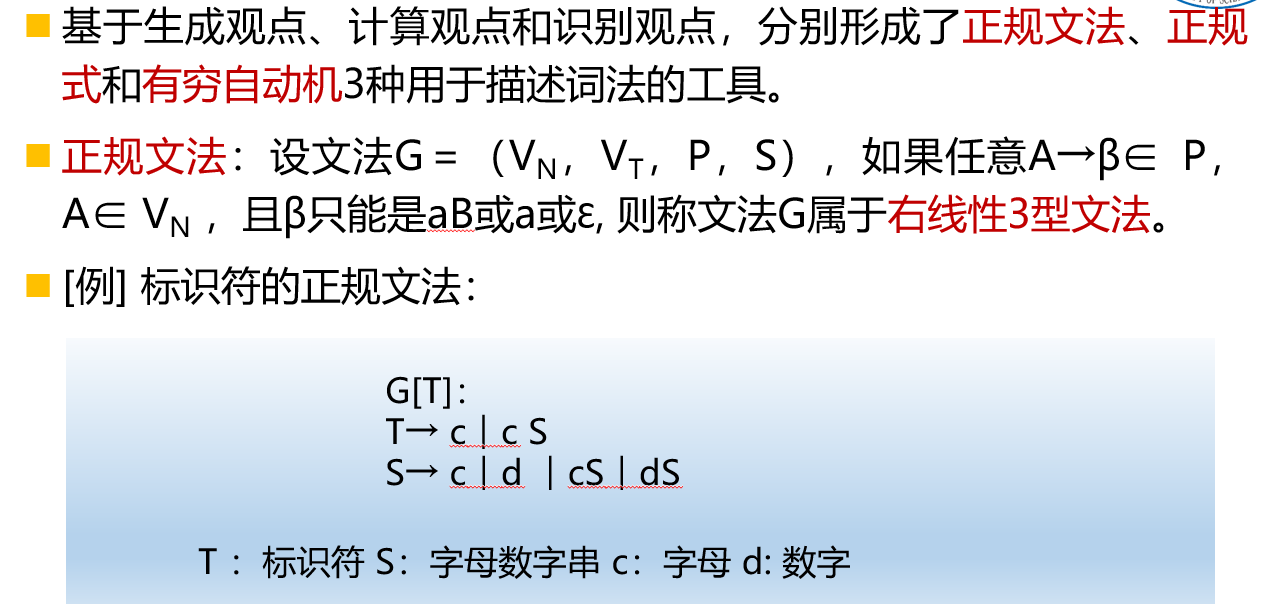 基于生成观点、计算观点和识别观点，分别形成了正规文法、正规
式和有穷自动机3种用于描述词法的工具。
正规文法：设文法G =（VN，VT，P，S），如果任意A→β∈ P，
A∈ VN ，且β只能是aB或a或ε, 则称文法G属于右线性3型文法。
[例] 标识符的正规文法：
G[T]：
T→ c | c S
S→ c | d | cS | dS
T ：标识符 S：字母数字串 c：字母 d: 数字